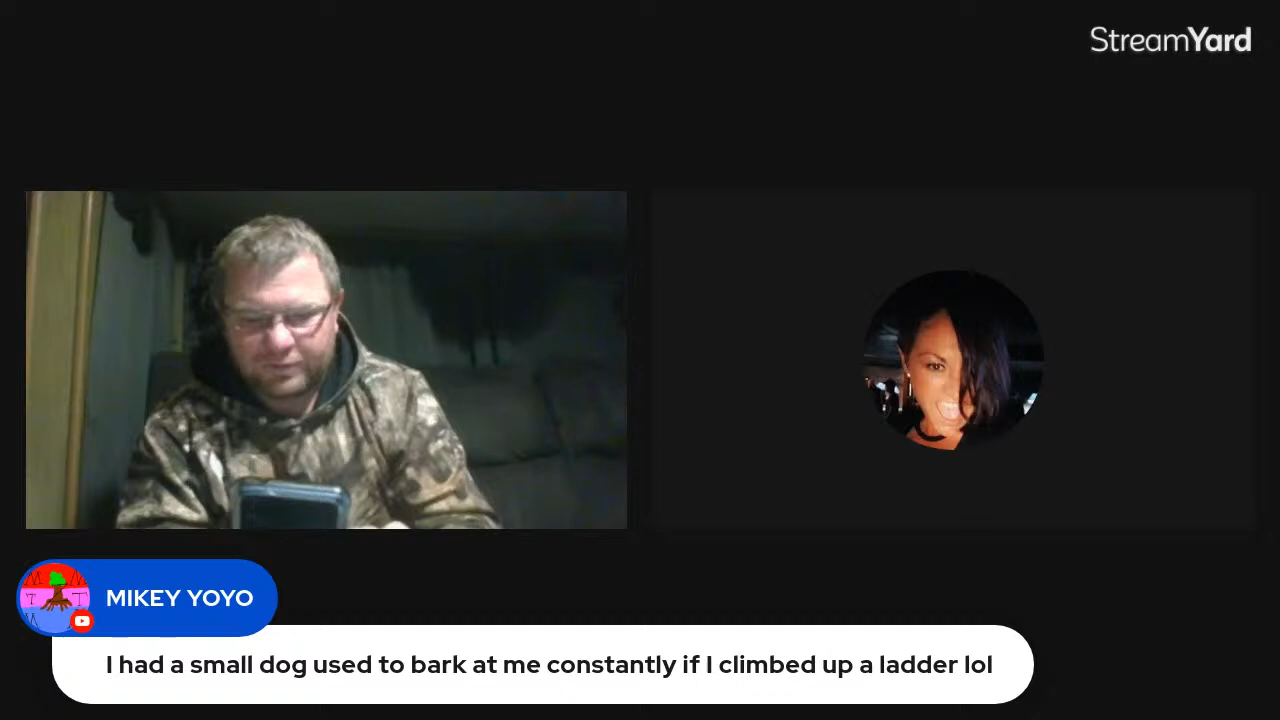 StreamYard
MIKEY YOYO
I had a small dog used to bark at me constantly if I climbed up a ladder lol